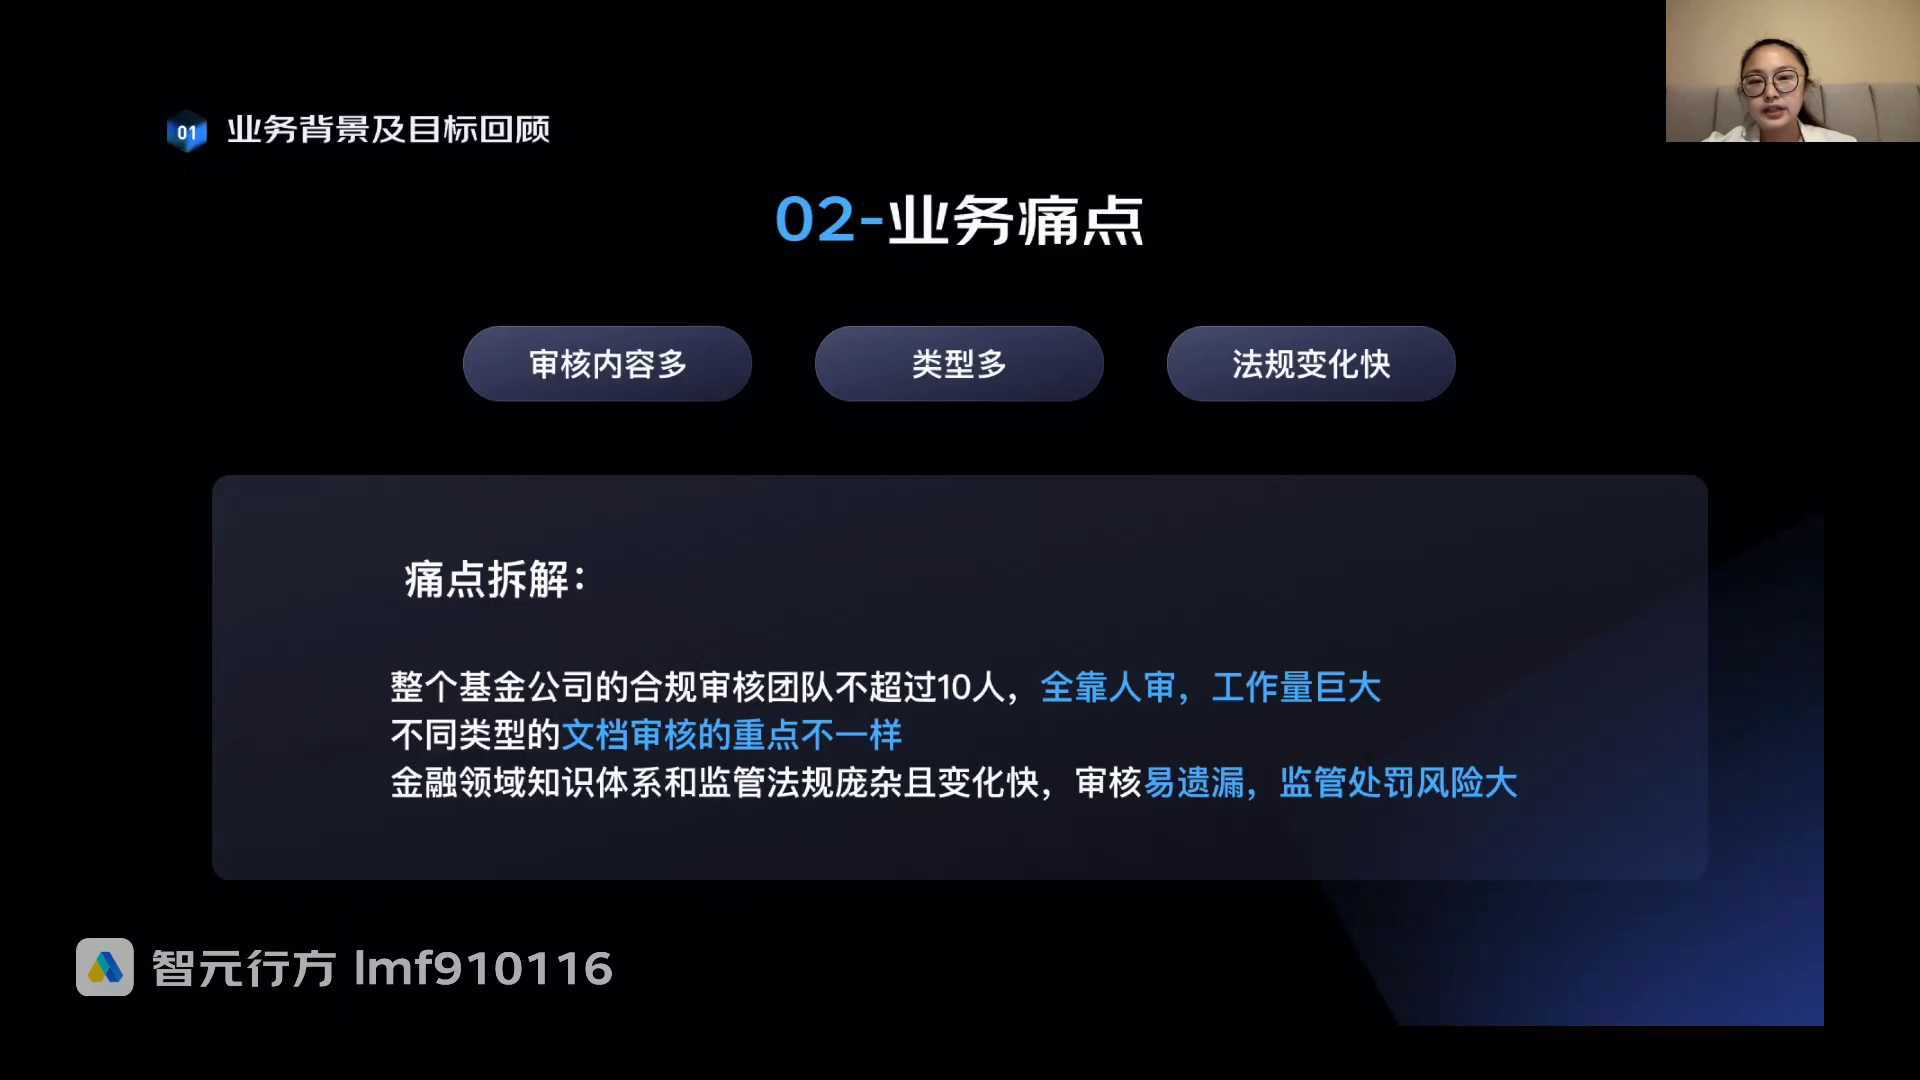 01 业务背景及目标回顾
02-业务痛点
审核内容多
类型多
法规变化快
痛点拆解：
整个基金公司的合规审核团队不超过10人，全靠人审，工作量巨大
不同类型的文档审核的重点不一样
金融领域知识体系和监管法规庞杂且变化快，审核易遗漏，监管处罚风险大
智元行方 lmf910116